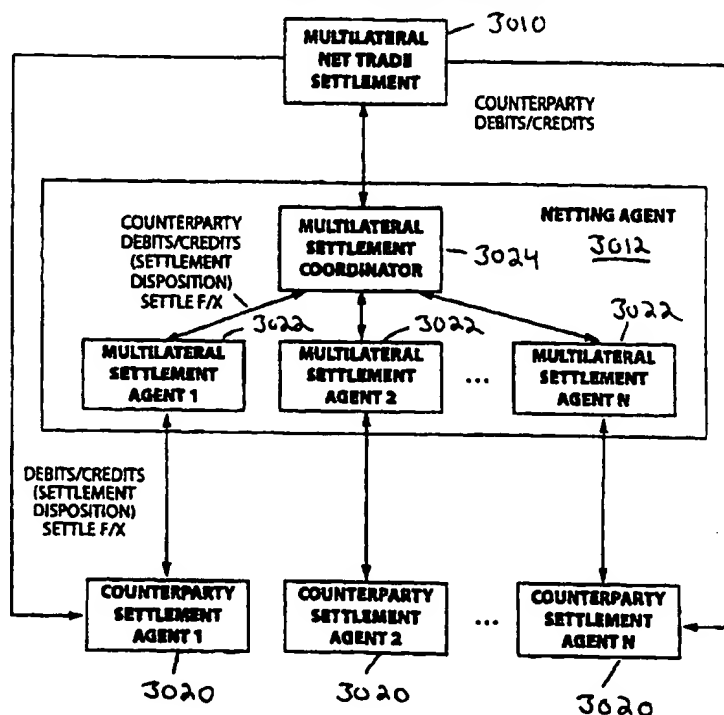 3010
MULTILATERAL
NET TRADE
SETTLEMENT
COUNTERPARTY
DEBITS/CREDITS
COUNTERPARTY
DEBITS/CREDITS
(SETTLEMENT
DISPOSITION)
SETTLE F/X
MULTILATERAL
SETTLEMENT
COORDINATOR
3024
NETTING AGENT
3012
3022
3022
3022
MULTILATERAL
SETTLEMENT
AGENT 1
MULTILATERAL
SETTLEMENT
AGENT 2
...
MULTILATERAL
SETTLEMENT
AGENT N
DEBITS/CREDITS
(SETTLEMENT
DISPOSITION)
SETTLE F/X
COUNTERPARTY
SETTLEMENT
AGENT 1
COUNTERPARTY
SETTLEMENT
AGENT 2
...
COUNTERPARTY
SETTLEMENT
AGENT N
3020
3020
3020